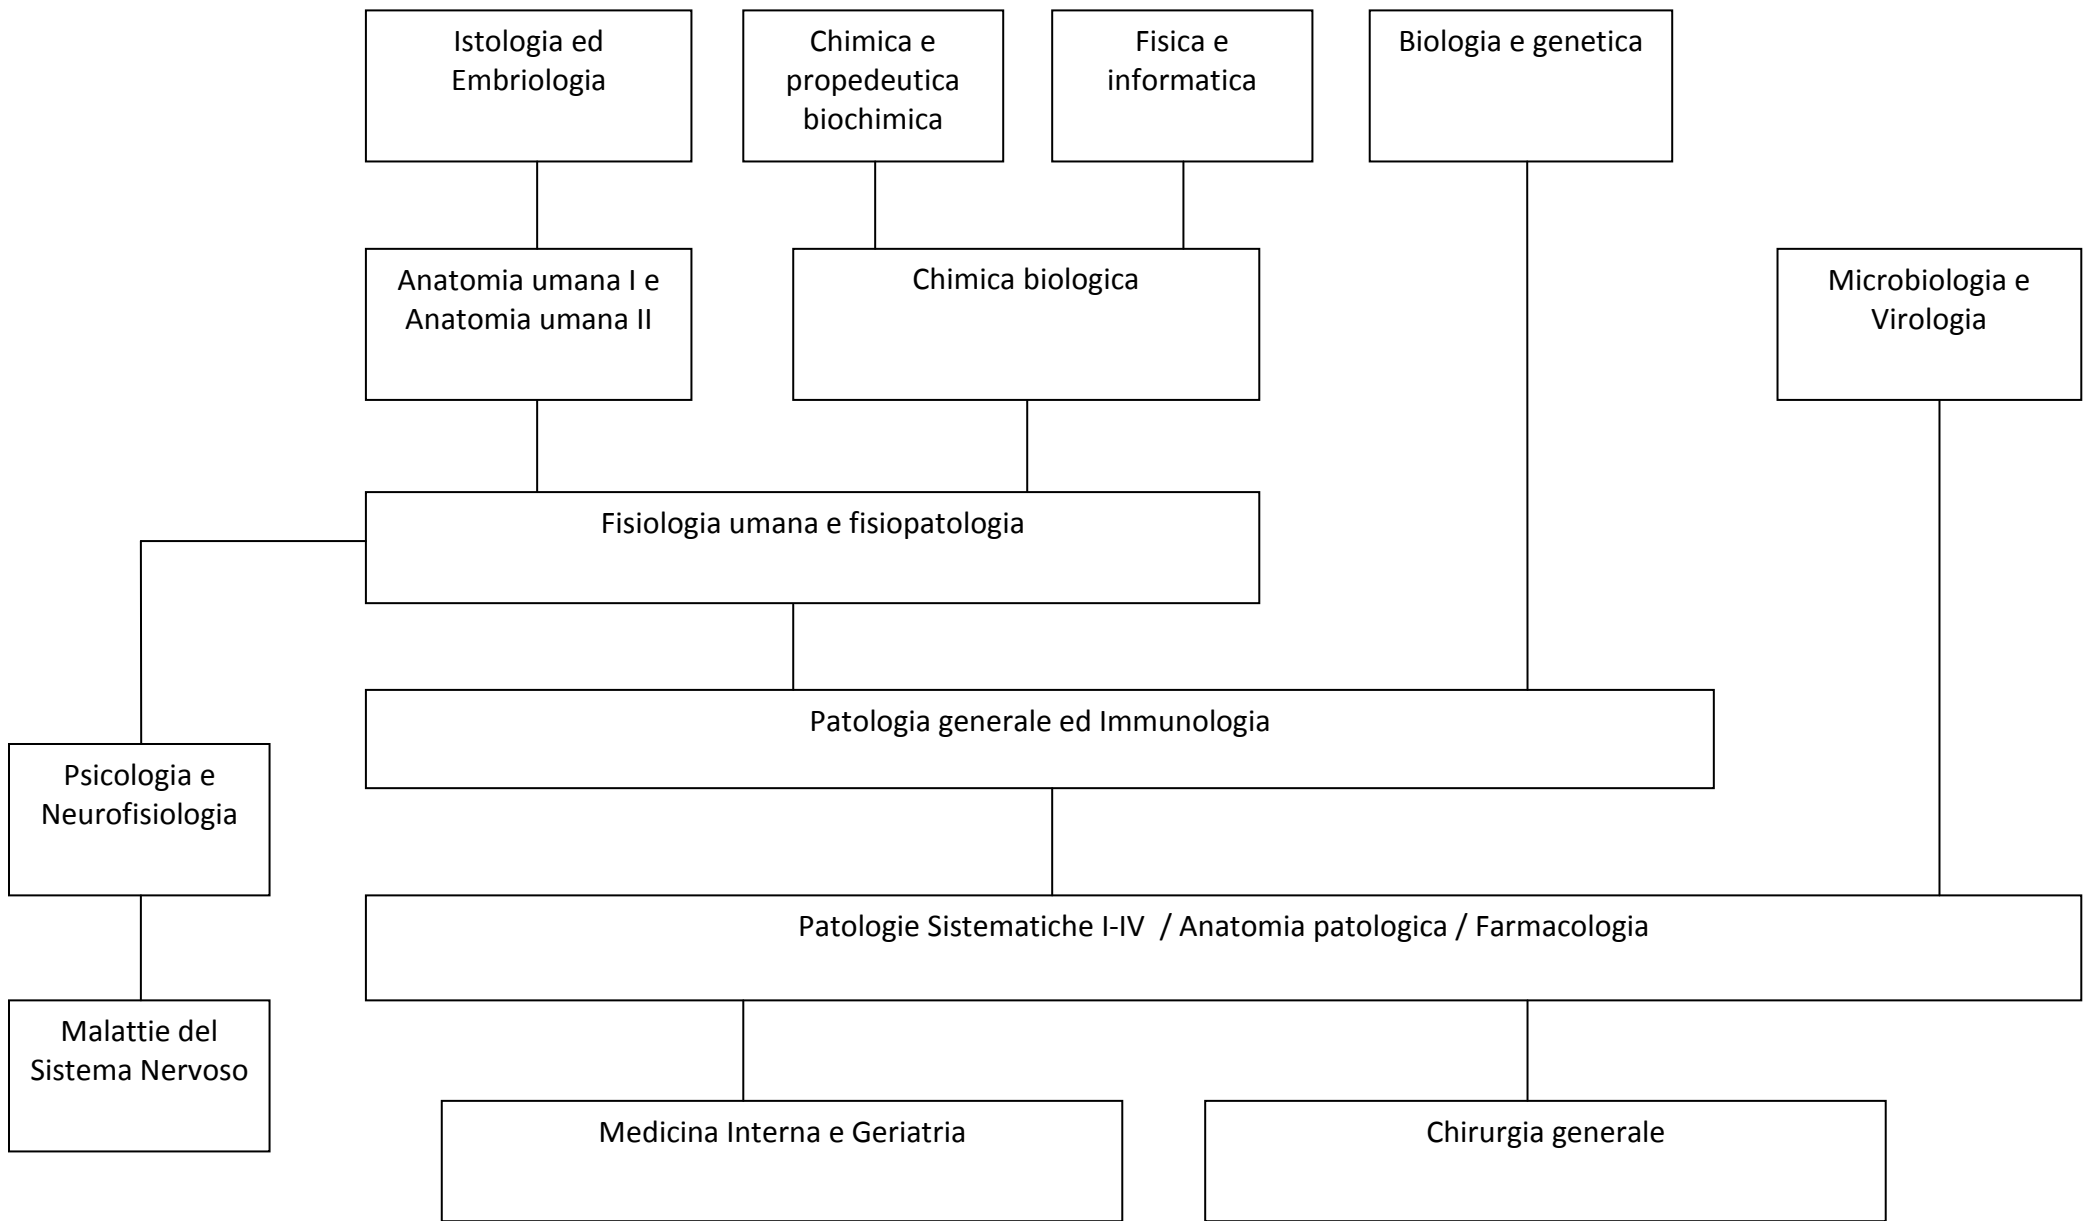 Istologia ed
Embriologia
Chimica e
propedeutica
biochimica
Fisica e
informatica
Biologia e genetica
Anatomia umana I e
Anatomia umana II
Chimica biologica
Microbiologia e
Virologia
Fisiologia umana e fisiopatologia
Patologia generale ed Immunologia
Psicologia e
Neurofisiologia
Patologie Sistematiche I-IV / Anatomia patologica / Farmacologia
Malattie del
Sistema Nervoso
Medicina Interna e Geriatria
Chirurgia generale